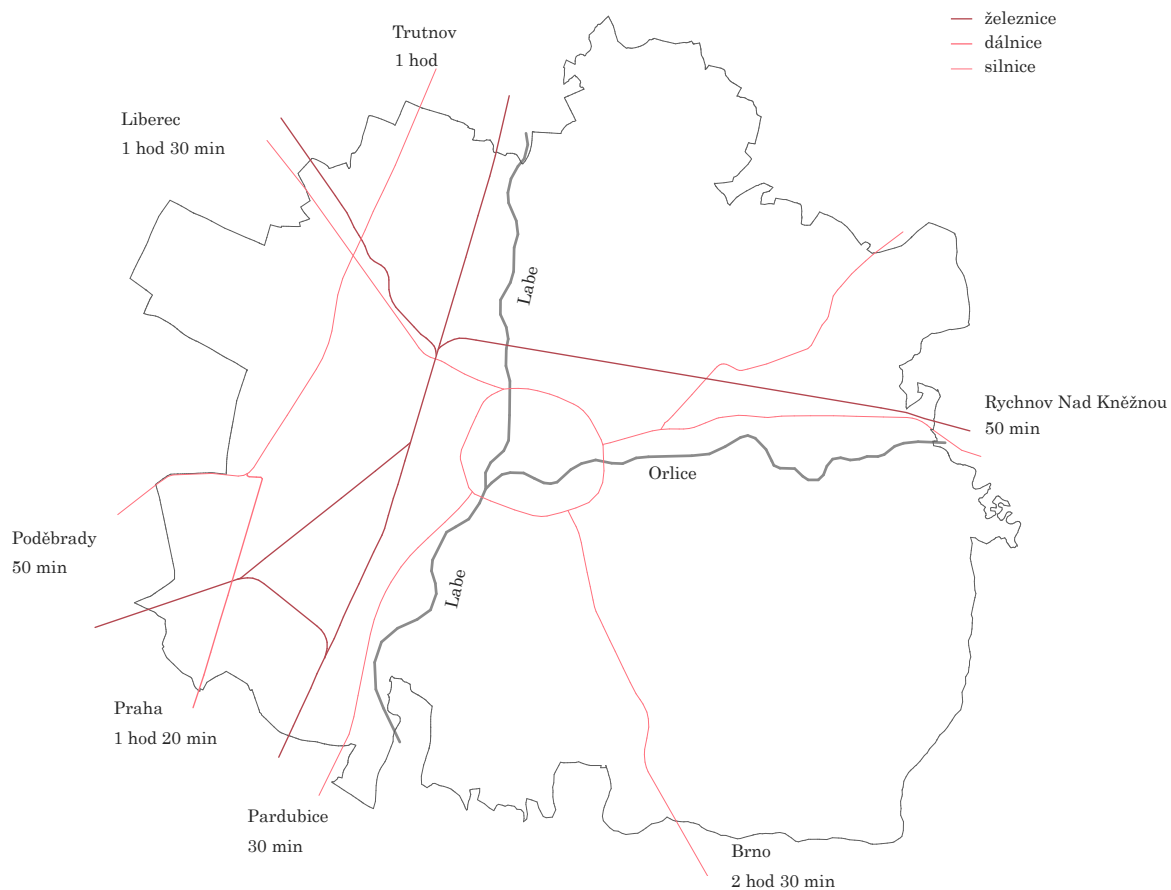 železnice
dálnice
silnice
Trutnov
1 hod
Liberec
1 hod 30 min
Labe
Rychnov Nad Kněžnou
50 min
Orlice
Poděbrady
50 min
Labe
Praha
1 hod 20 min
Pardubice
30 min
Brno
2 hod 30 min